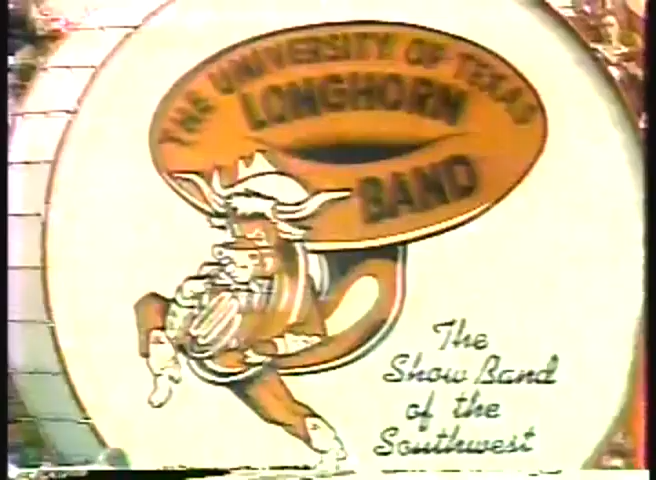 THE UNIVERSITY OF TEXAS
LONGHORN
BAND
The
Show Band
of the
Southwest